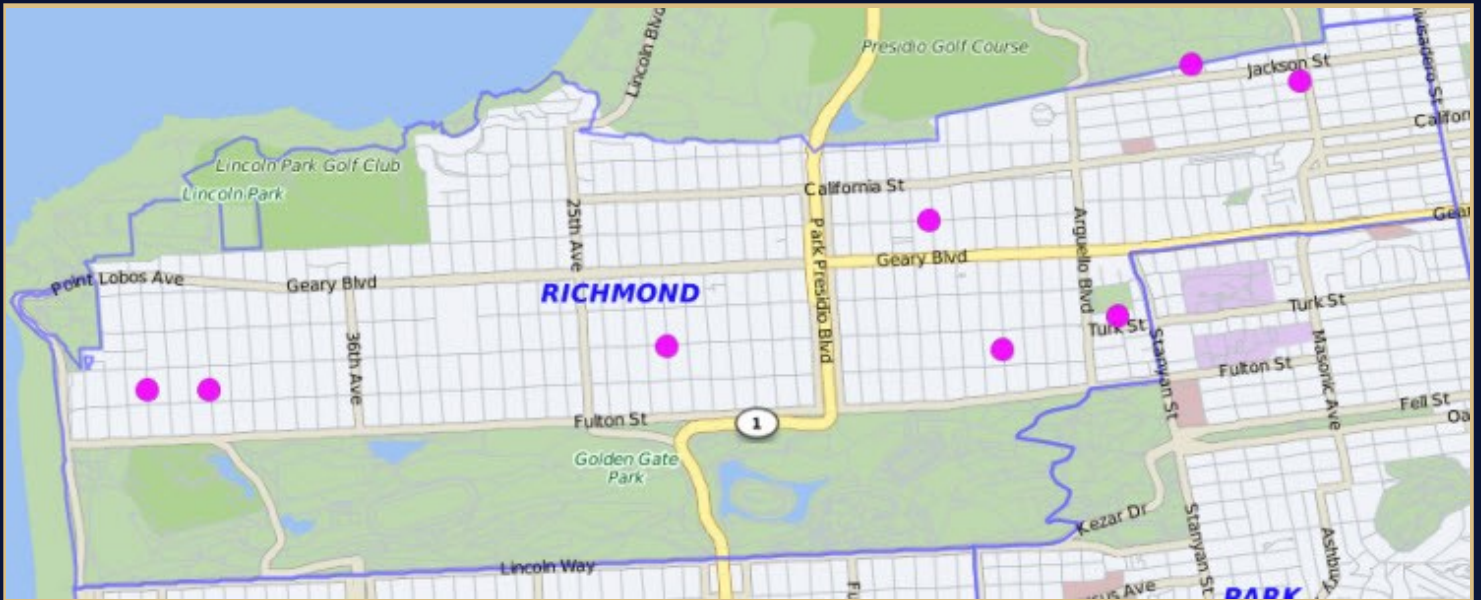 Lincoln Blvd
Presidio Golf Course
Jackson St
Lincoln Park Golf Club
Lincoln Park
California St
25th Ave
Park Presidio Blvd
Arguello Blvd
Point Lobos Ave
Geary Blvd
Geary Blvd
RICHMOND
36th Ave
Turk St
Turk St
Stanyan St
Masonic Ave
Fulton St
Fulton St
1
Fell St
Golden Gate
Park
Kezar Dr
Stanyan St
Lincoln Way
PARK